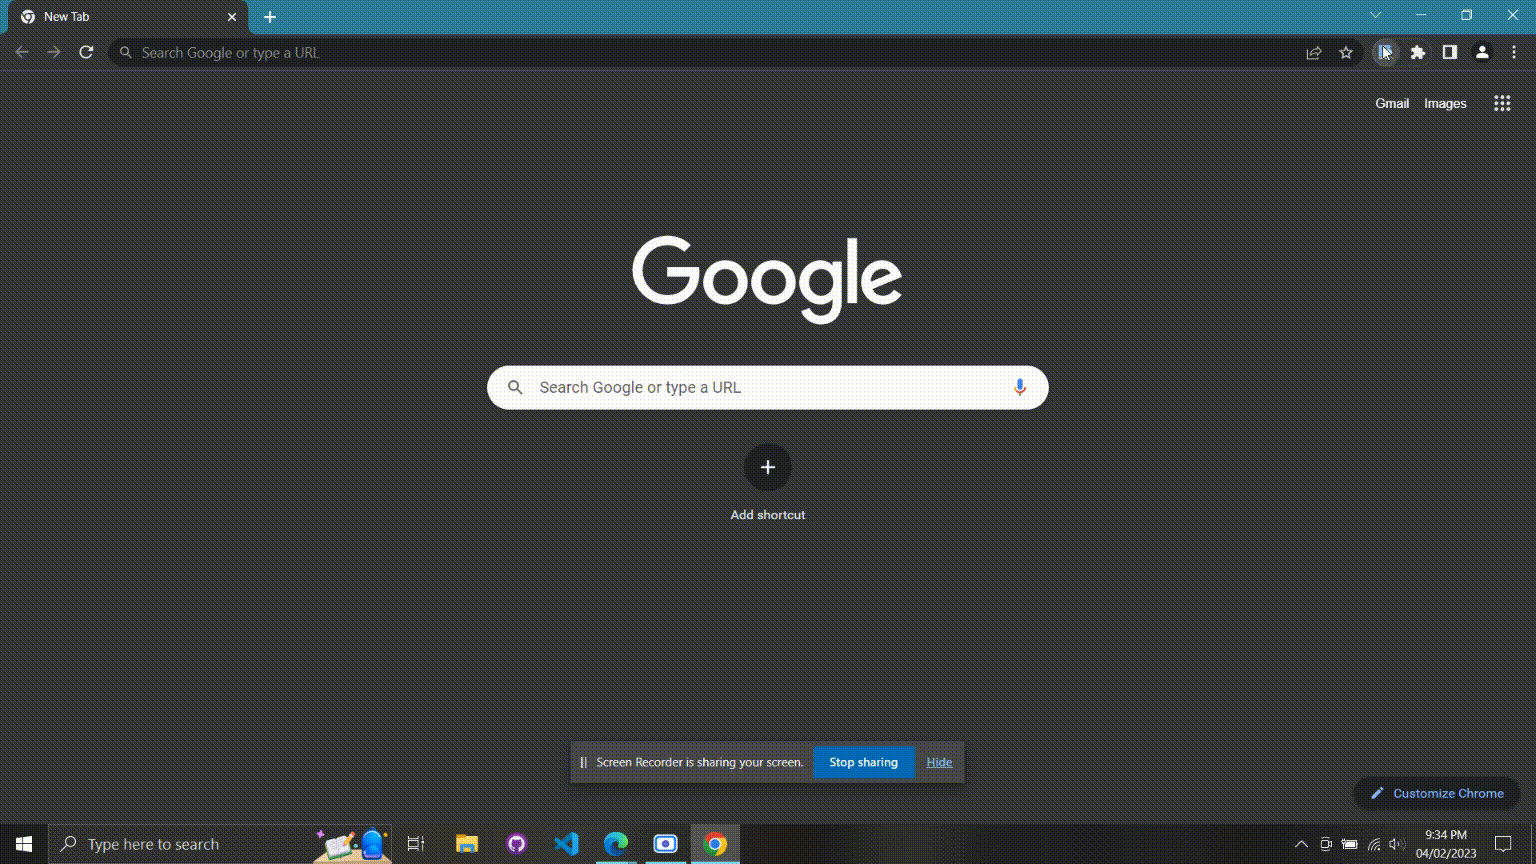 New Tab
Search Google or type a URL
Gmail Images
Google
Search Google or type a URL
Add shortcut
Screen Recorder is sharing your screen. Stop sharing Hide
Customize Chrome
Type here to search
9:34 PM
04/02/2023